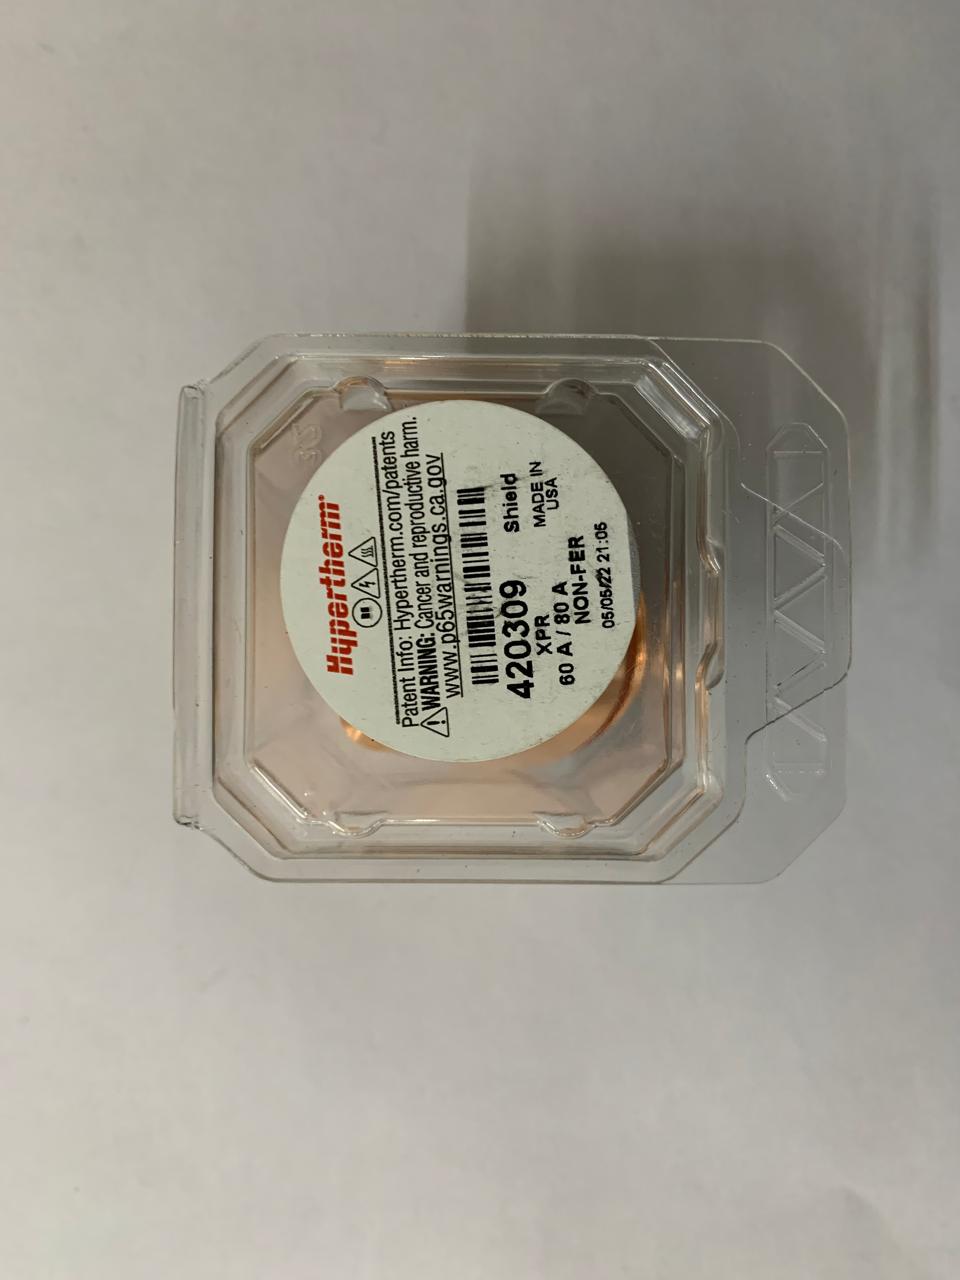 Hypertherm
Patent Info: Hypertherm.com/patents
WARNING: Cancer and reproductive harm.
www.p65warnings.ca.gov
420309 Shield
XPR
60 A / 80 A
NON-FER
MADE IN
USA
05/05/22 21:05